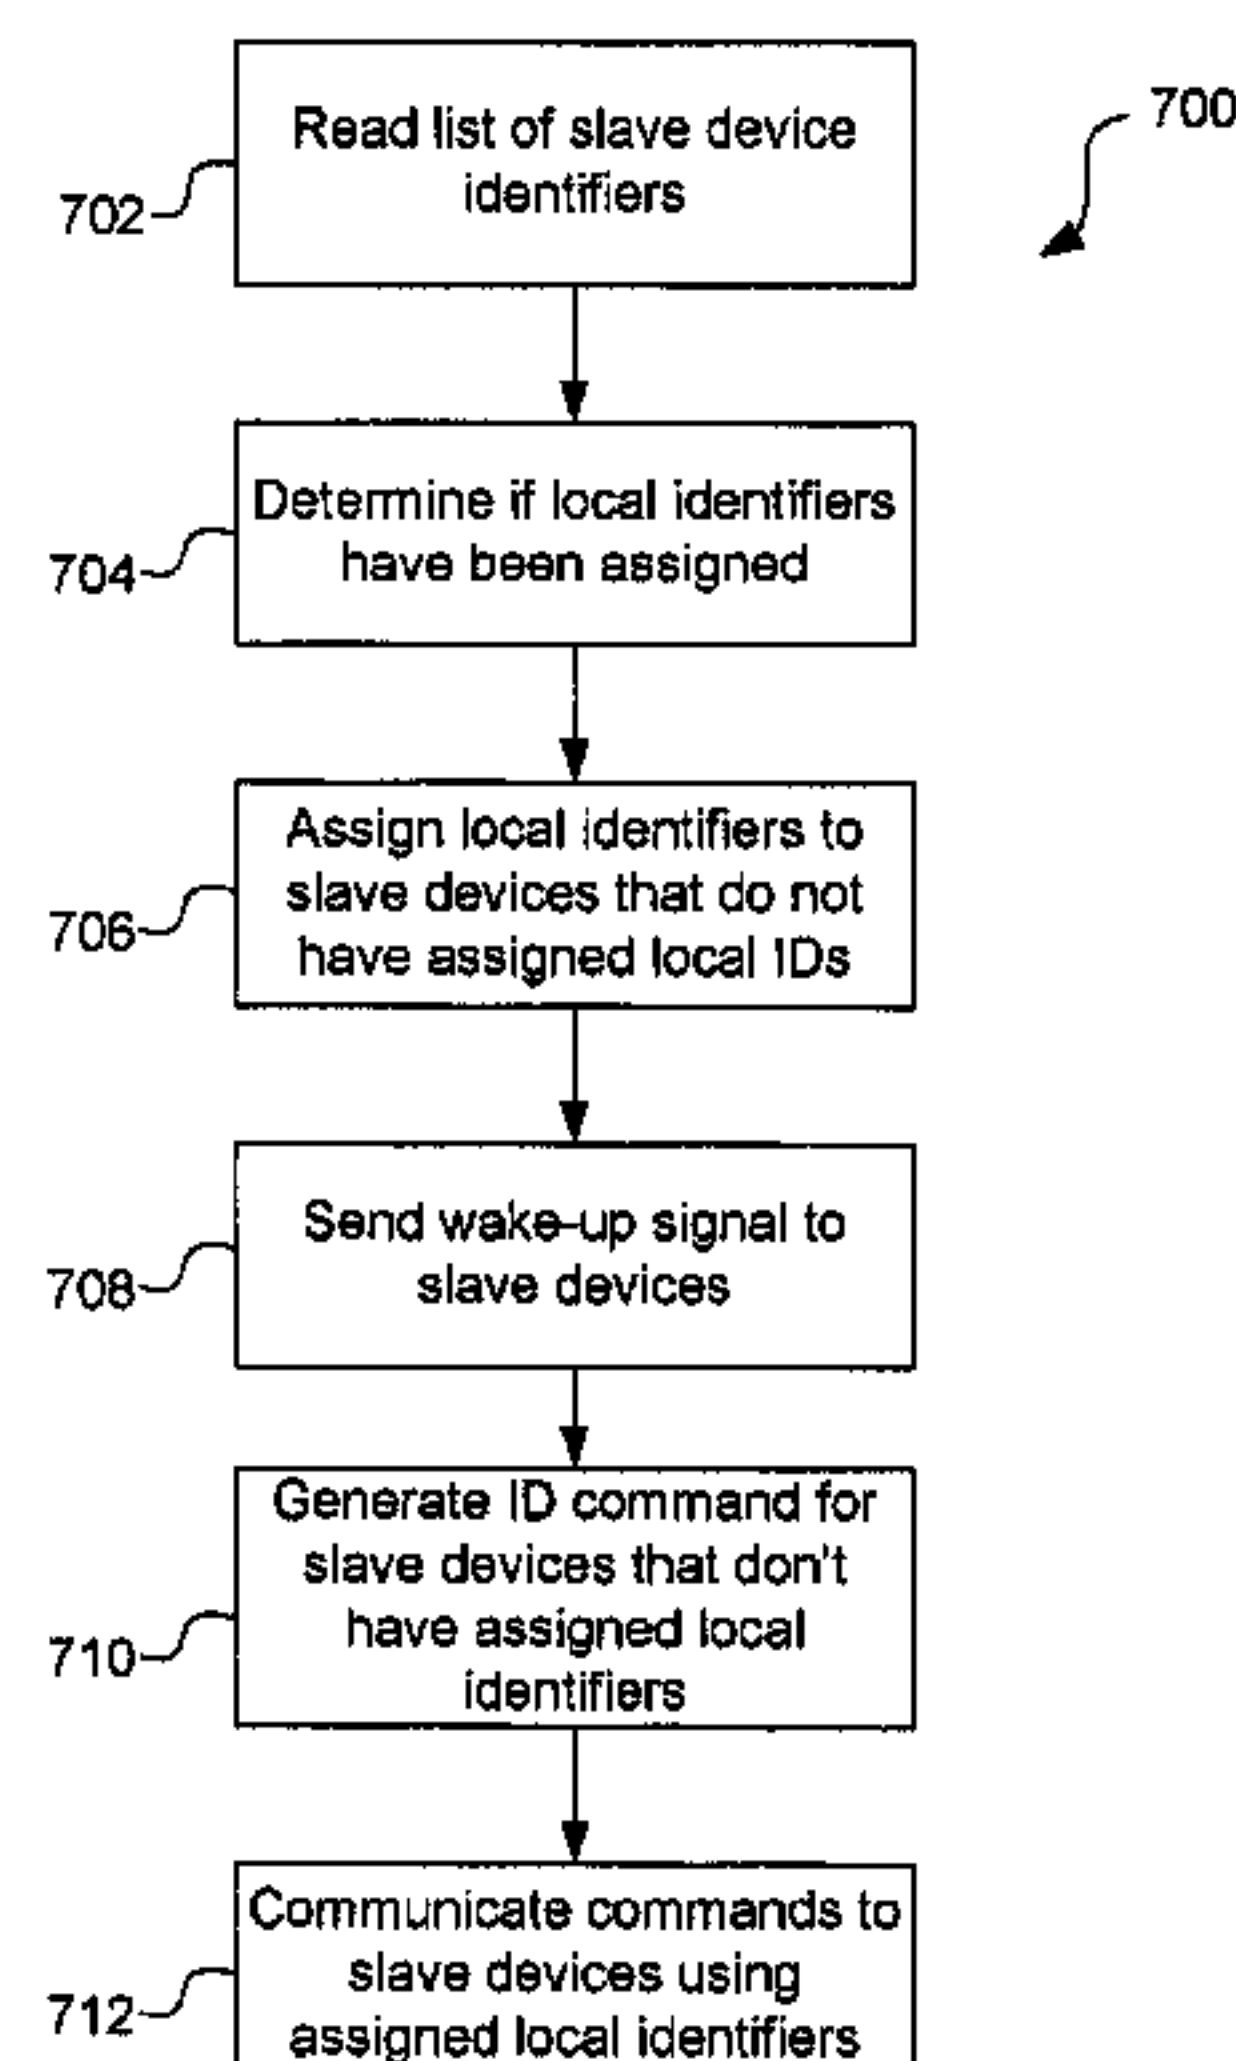 700
Read list of slave device
identifiers
702
Determine if local identifiers
have been assigned
704
Assign local identifiers to
slave devices that do not
have assigned local IDs
706
Send wake-up signal to
slave devices
708
Generate ID command for
slave devices that don't
have assigned local
identifiers
710
Communicate commands to
slave devices using
assigned local identifiers
712